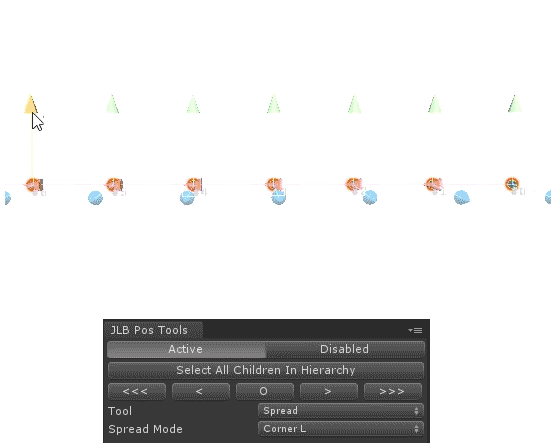 JLB Pos Tools
Active Disabled
Select All Children In Hierarchy
<<< < O > >>>
Tool Spread
Spread Mode Corner L